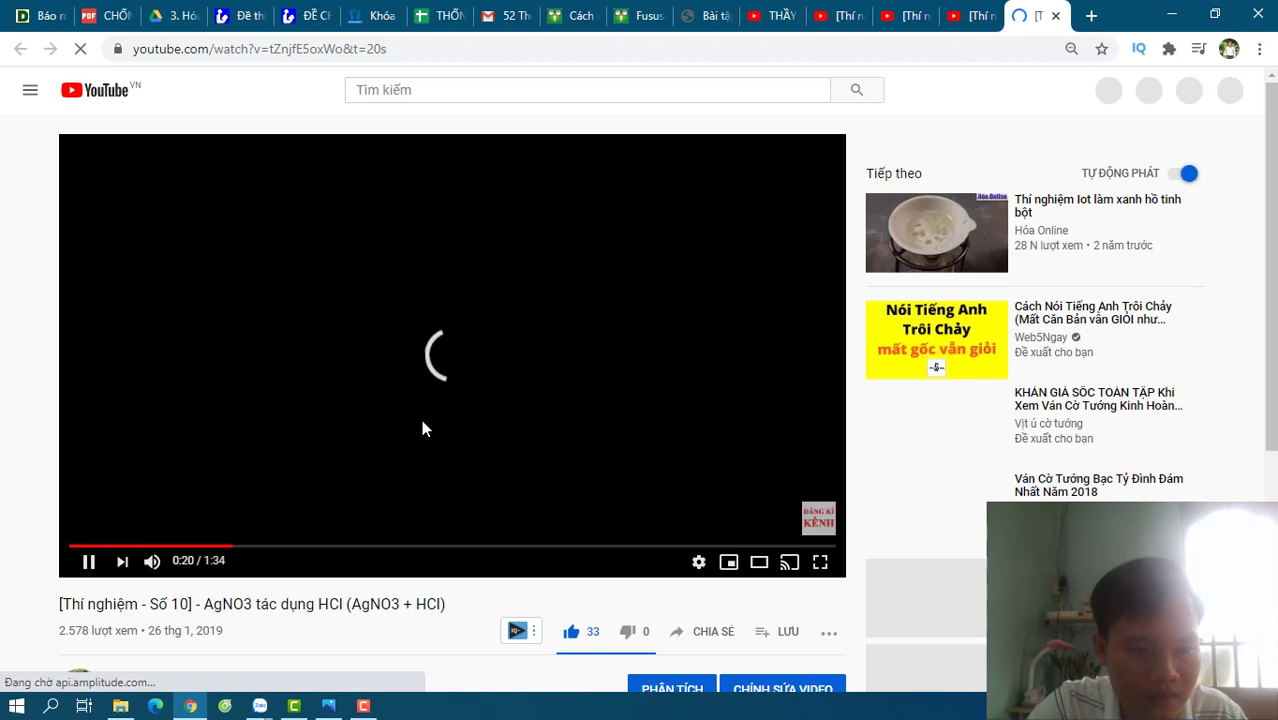 Báo n
CHỐN
3. Hó
Đề th
ĐỀ CH
Khóa
THỐN
52 Th
Cách
Fusus
Bài tậ
THẦY
[Thí n
[Thí n
[Thí n
[T
youtube.com/watch?v=tZnjfE5oxWo&t=20s
IQ
YouTube VN
Tìm kiếm
Tiếp theo
TỰ ĐỘNG PHÁT
Hóa Online
Thí nghiệm Iot làm xanh hồ tinh
bột
Hóa Online
28 N lượt xem • 2 năm trước
Nói Tiếng Anh
Trôi Chảy
mất gốc vẫn giỏi
-5-
Cách Nói Tiếng Anh Trôi Chảy
(Mất Căn Bản vẫn GIỎI như...
Web5Ngay
Đề xuất cho bạn
KHÁN GIẢ SỐC TOÀN TẬP Khi
Xem Ván Cờ Tướng Kinh Hoàn...
Vịt ú cờ tướng
Đề xuất cho bạn
Ván Cờ Tướng Bạc Tỷ Đình Đám
Nhất Năm 2018
ĐĂNG KÍ
KÊNH
0:20 / 1:34
[Thí nghiệm - Số 10] - AgNO3 tác dụng HCl (AgNO3 + HCl)
2.578 lượt xem • 26 thg 1, 2019
33
0
CHIA SẺ
LƯU
Đang chờ api.amplitude.com...
PHÂN TÍCH
CHỈNH SỬA VIDEO
Zalo